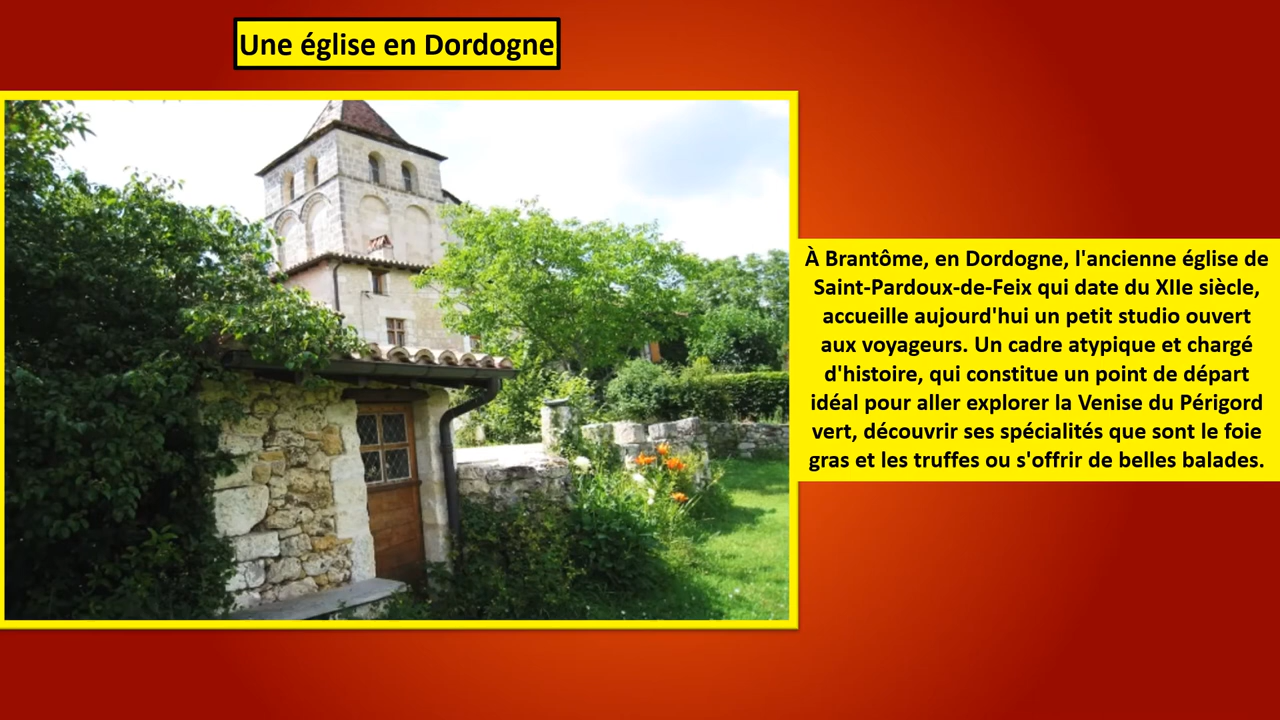 Une église en Dordogne
À Brantôme, en Dordogne, l'ancienne église de
Saint-Pardoux-de-Feix qui date du XIIe siècle,
accueille aujourd'hui un petit studio ouvert
aux voyageurs. Un cadre atypique et chargé
d'histoire, qui constitue un point de départ
idéal pour aller explorer la Venise du Périgord
vert, découvrir ses spécialités que sont le foie
gras et les truffes ou s'offrir de belles balades.